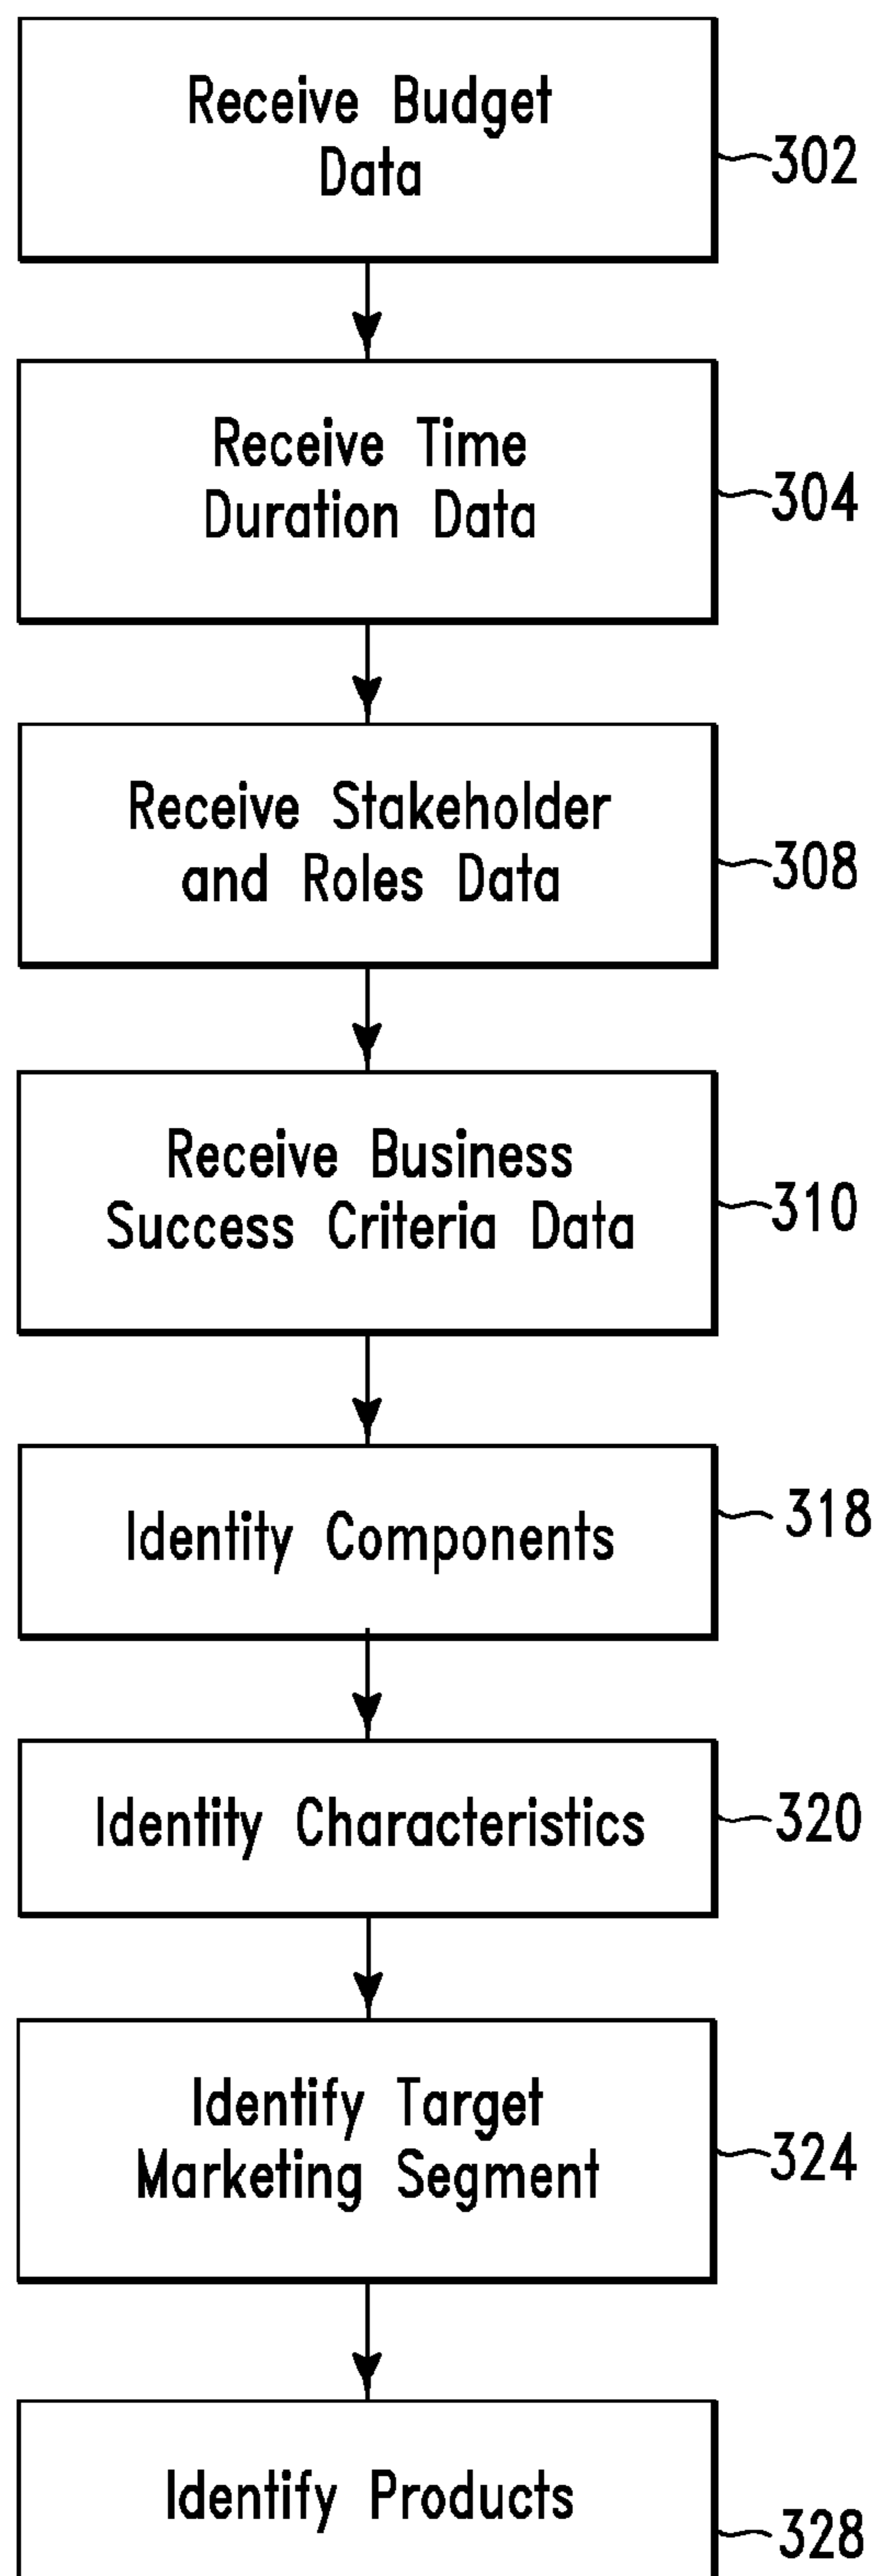 Receive Budget
Data
302
Receive Time
Duration Data
304
Receive Stakeholder
and Roles Data
308
Receive Business
Success Criteria Data
310
Identity Components
318
Identity Characteristics
320
Identify Target
Marketing Segment
324
Identify Products
328